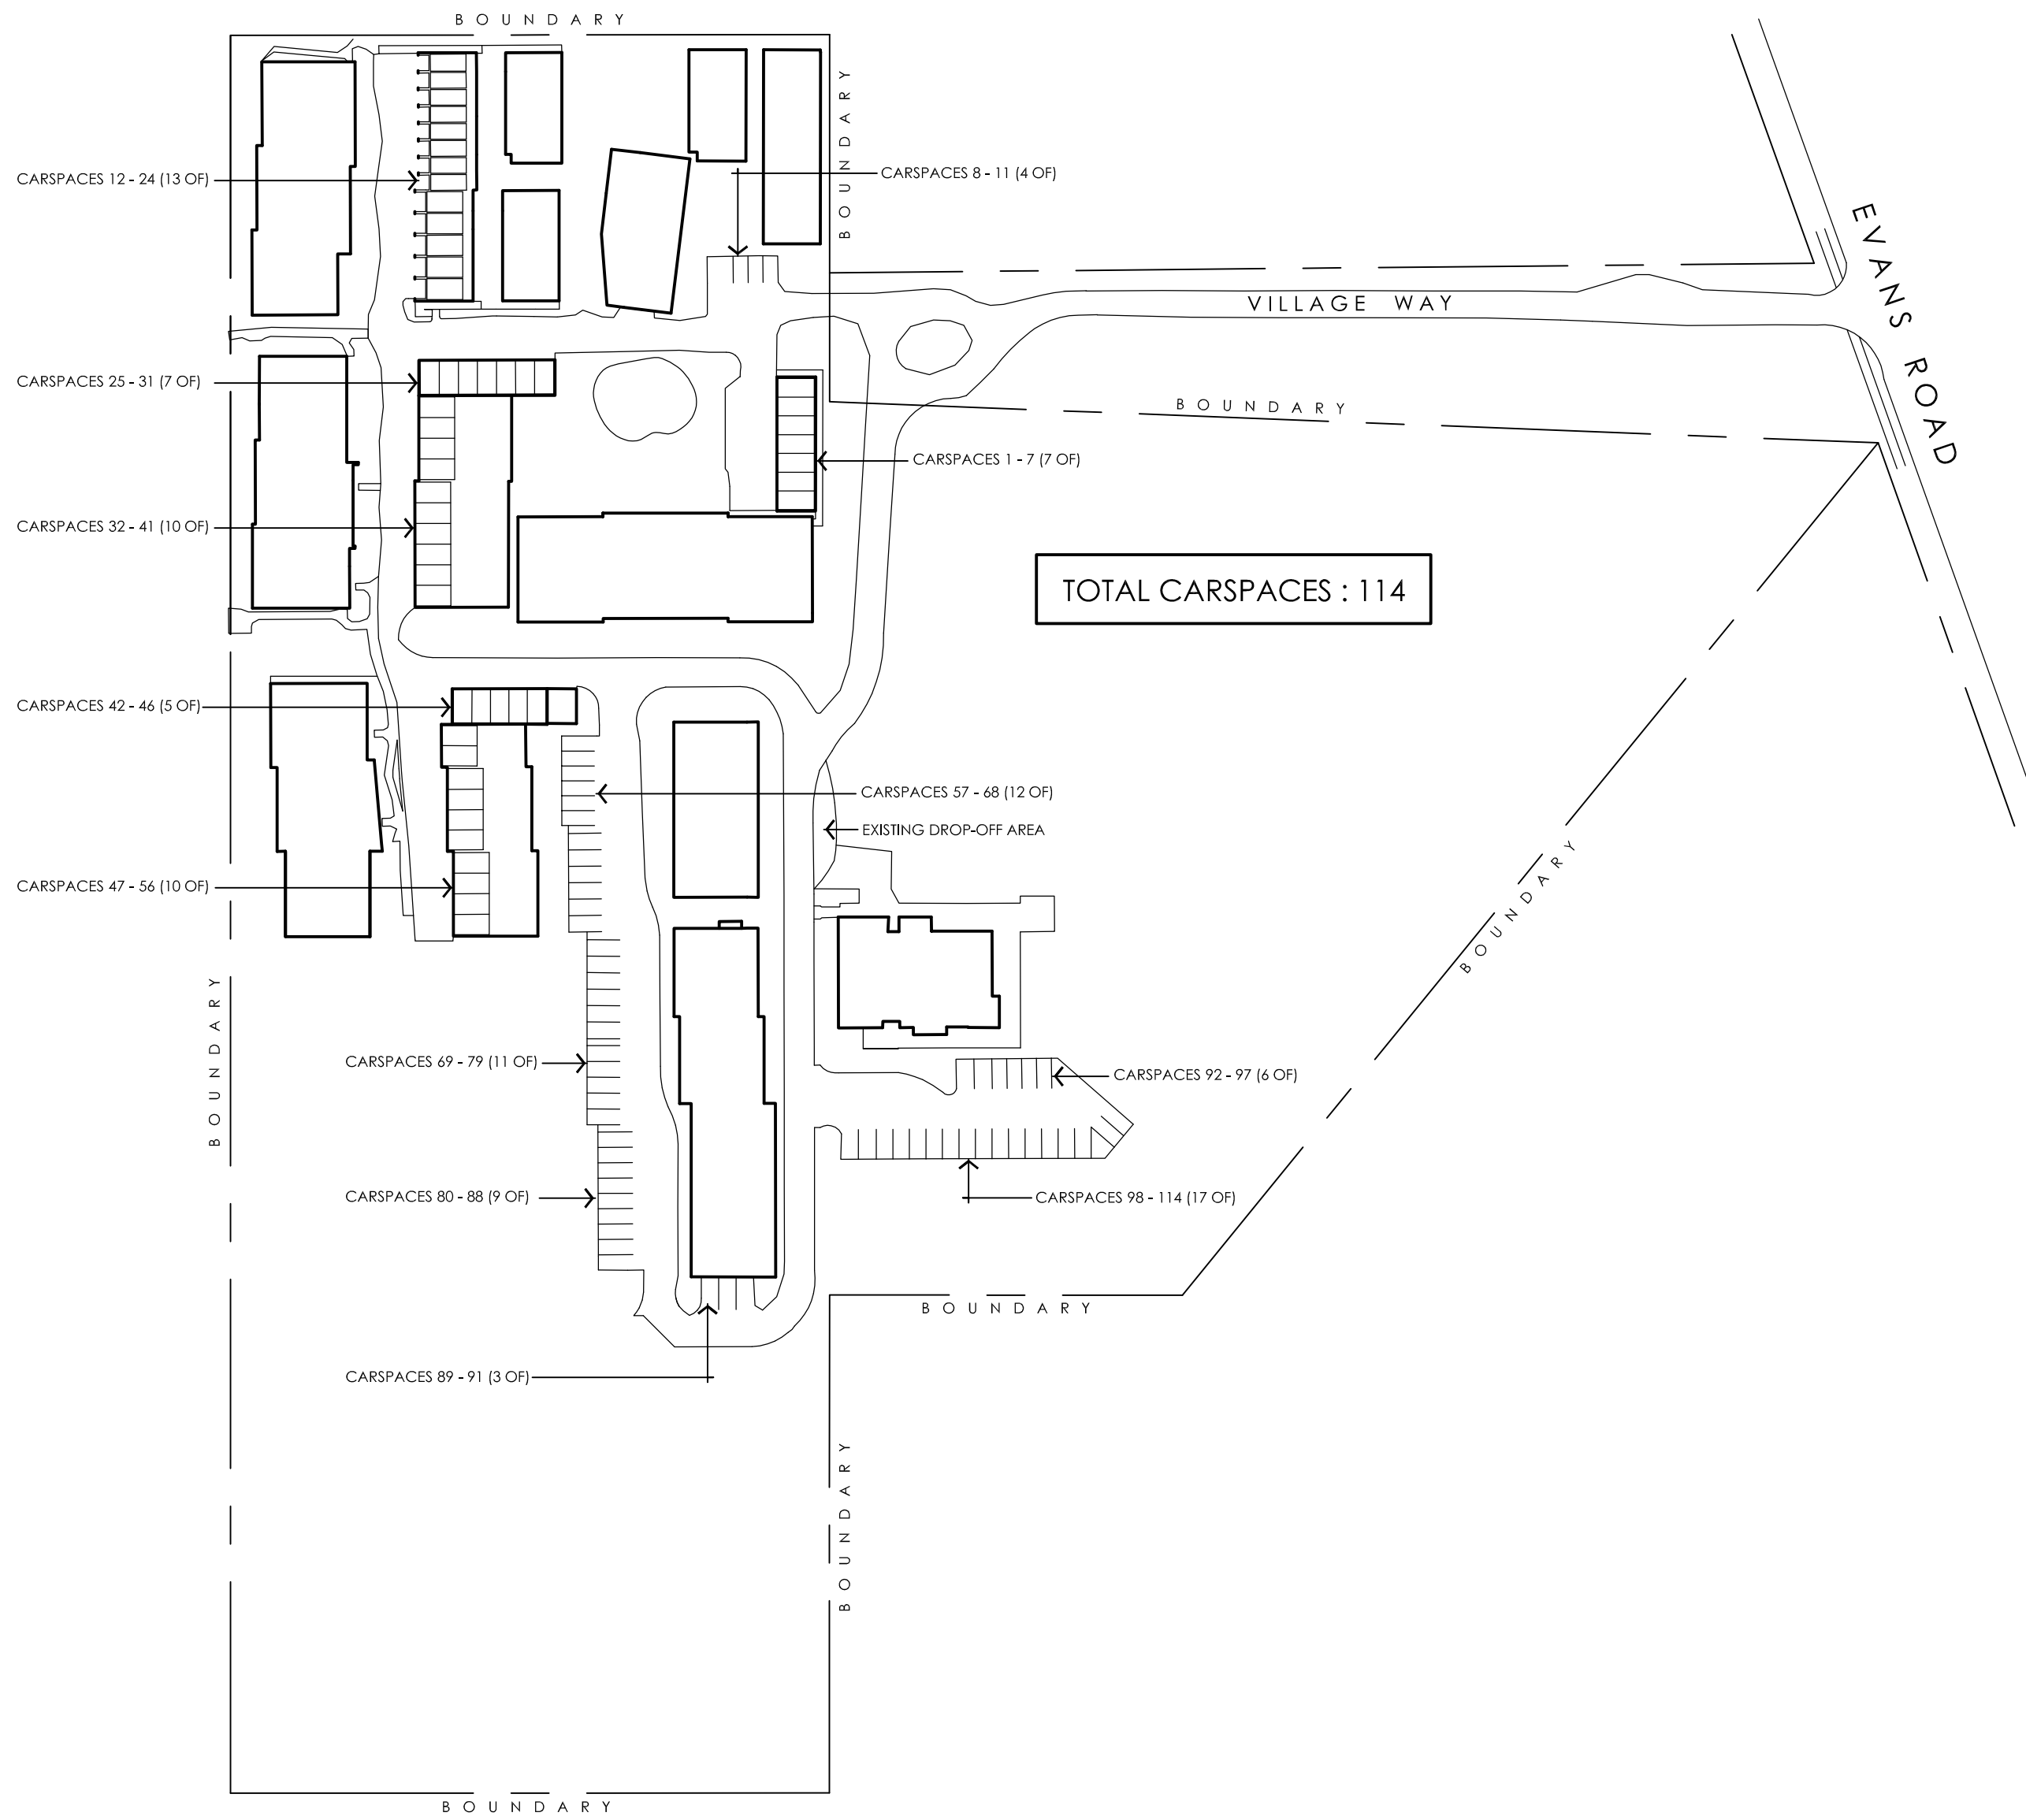 BOUNDARY
BOUNDARY
CARSPACES 12 - 24 (13 OF)
CARSPACES 8 - 11 (4 OF)
EVANS ROAD
VILLAGE WAY
CARSPACES 25 - 31 (7 OF)
BOUNDARY
CARSPACES 1 - 7 (7 OF)
CARSPACES 32 - 41 (10 OF)
TOTAL CARSPACES : 114
CARSPACES 42 - 46 (5 OF)
CARSPACES 57 - 68 (12 OF)
EXISTING DROP-OFF AREA
CARSPACES 47 - 56 (10 OF)
BOUNDARY
BOUNDARY
CARSPACES 69 - 79 (11 OF)
CARSPACES 92 - 97 (6 OF)
CARSPACES 80 - 88 (9 OF)
CARSPACES 98 - 114 (17 OF)
BOUNDARY
CARSPACES 89 - 91 (3 OF)
BOUNDARY
BOUNDARY